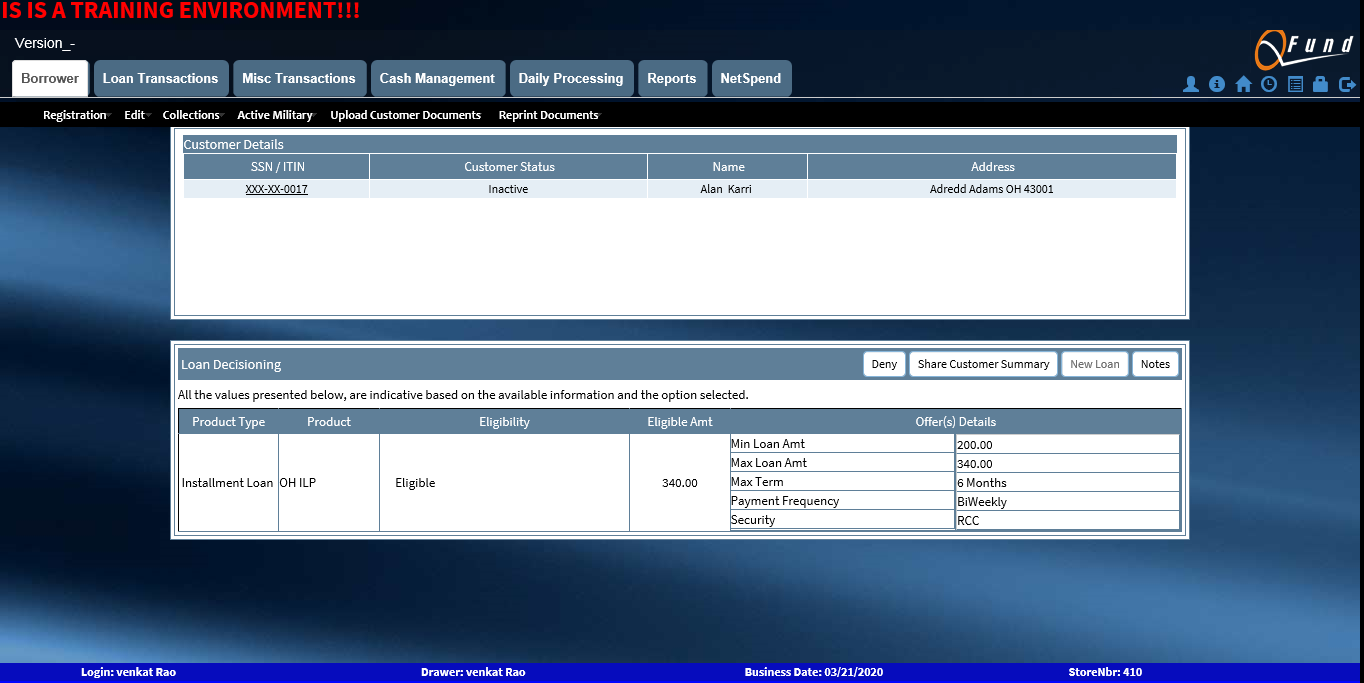 IS IS A TRAINING ENVIRONMENT!!!
Version_-
QFund
Borrower Loan Transactions Misc Transactions Cash Management Daily Processing Reports NetSpend
Registration Edit Collections Active Military Upload Customer Documents Reprint Documents
Customer Details
SSN / ITIN Customer Status Name Address
XXX-XX-0017 Inactive Alan Karri Adredd Adams OH 43001
Loan Decisioning Deny Share Customer Summary New Loan Notes
All the values presented below, are indicative based on the available information and the option selected.
Product Type Product Eligibility Eligible Amt Offer(s) Details
Installment Loan OH ILP Eligible 340.00
Min Loan Amt 200.00
Max Loan Amt 340.00
Max Term 6 Months
Payment Frequency BiWeekly
Security RCC
Login: venkat Rao Drawer: venkat Rao Business Date: 03/21/2020 StoreNbr: 410